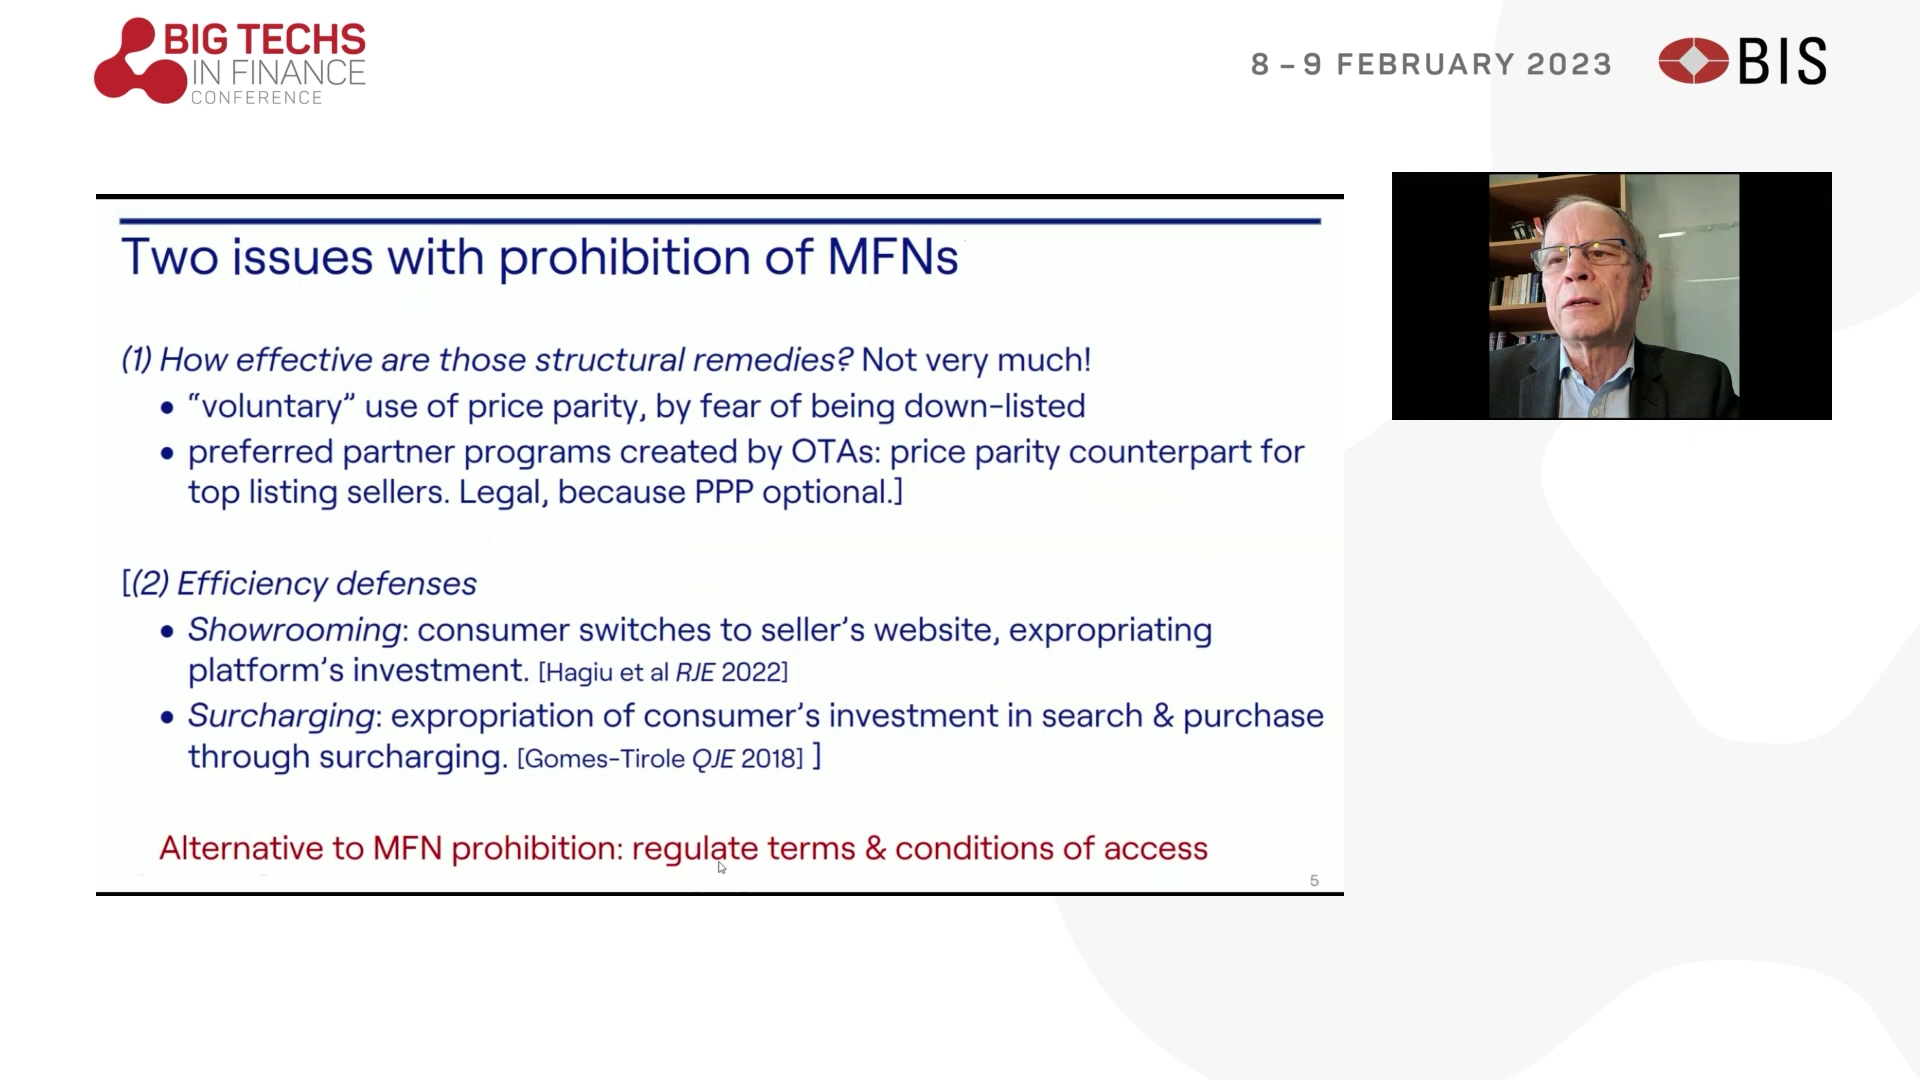 BIG TECHS
IN FINANCE
CONFERENCE
8 – 9 FEBRUARY 2023
BIS
Two issues with prohibition of MFNs
(1) How effective are those structural remedies? Not very much!
• “voluntary” use of price parity, by fear of being down-listed
• preferred partner programs created by OTAs: price parity counterpart for
top listing sellers. Legal, because PPP optional.]
[(2) Efficiency defenses
• Showrooming: consumer switches to seller’s website, expropriating
platform’s investment. [Hagiu et al RJE 2022]
• Surcharging: expropriation of consumer’s investment in search & purchase
through surcharging. [Gomes-Tirole QJE 2018] ]
Alternative to MFN prohibition: regulate terms & conditions of access
5